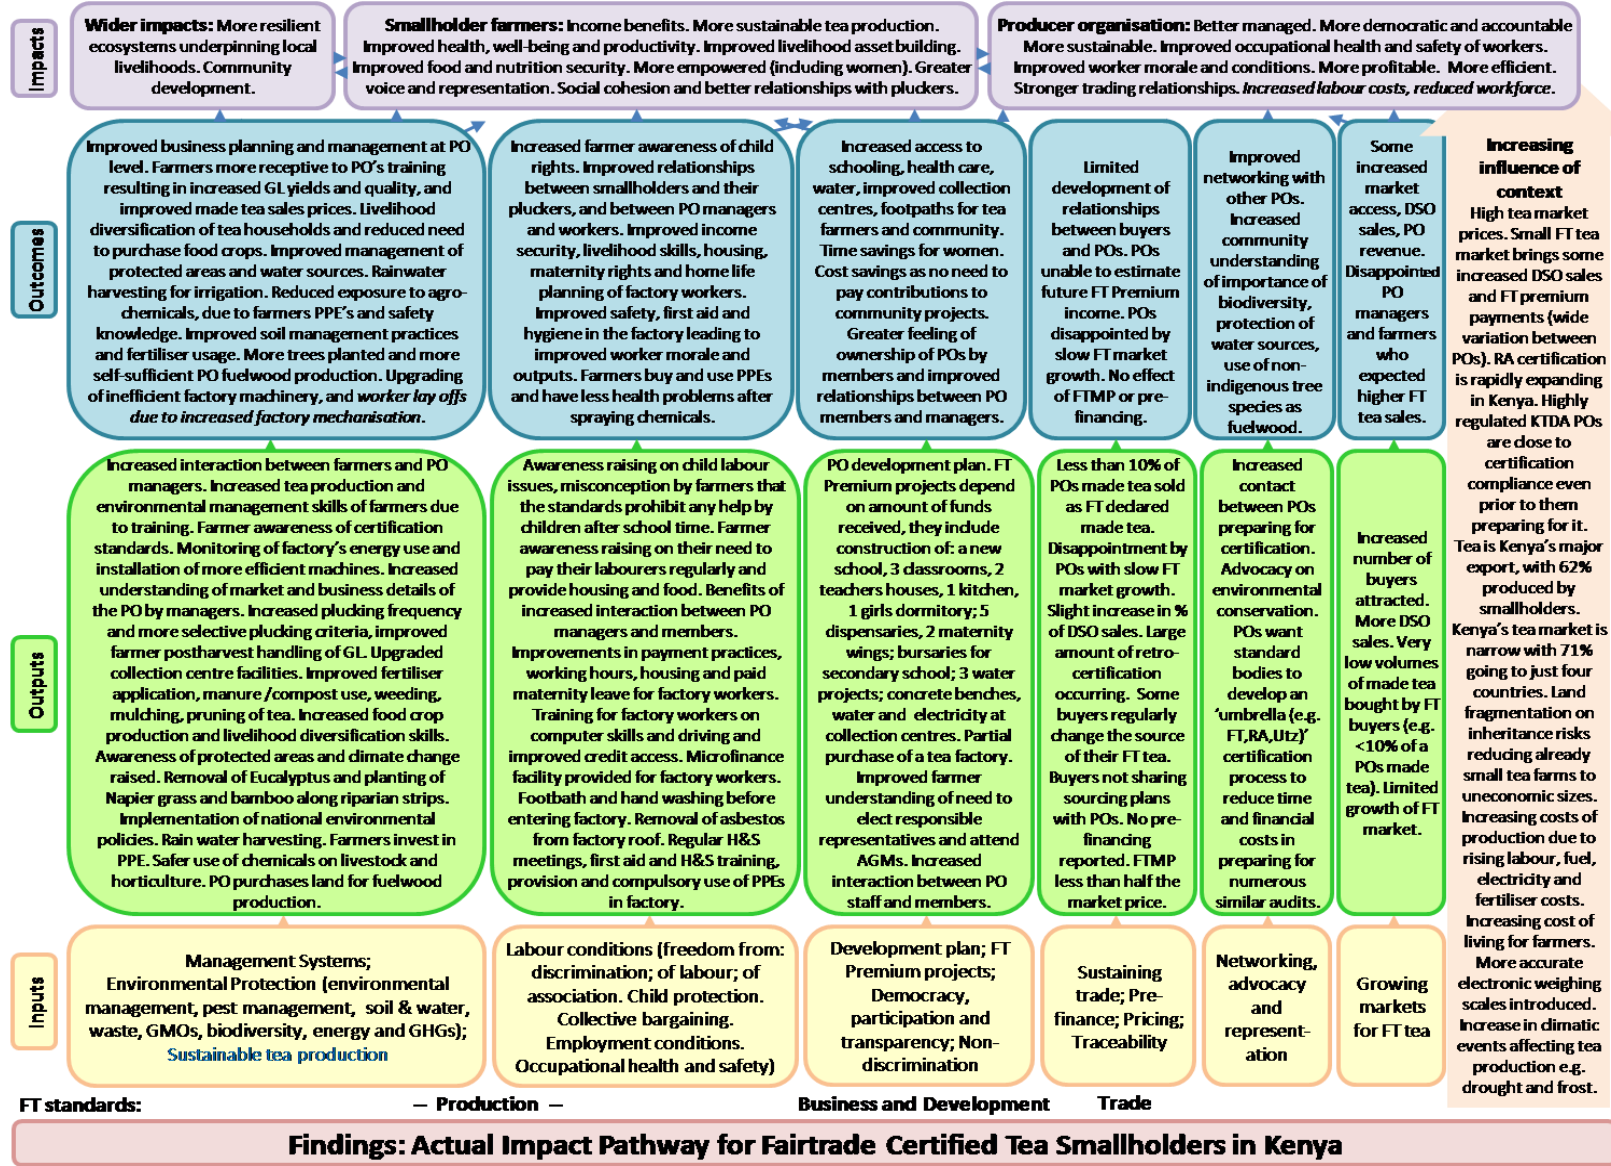 Impacts
Wider impacts: More resilient
ecosystems underpinning local
livelihoods. Community
development.
Smallholder farmers: Income benefits. More sustainable tea production.
Improved health, well-being and productivity. Improved livelihood asset building.
Improved food and nutrition security. More empowered (including women). Greater
voice and representation. Social cohesion and better relationships with pluckers.
Producer organisation: Better managed. More democratic and accountable
More sustainable. Improved occupational health and safety of workers.
Improved worker morale and conditions. More profitable. More efficient.
Stronger trading relationships. Increased labour costs, reduced workforce.
Outcomes
Improved business planning and management at PO
level. Farmers more receptive to PO's training
resulting in increased GL yields and quality, and
improved made tea sales prices. Livelihood
diversification of tea households and reduced need
to purchase food crops. Improved management of
protected areas and water sources. Rainwater
harvesting for irrigation. Reduced exposure to agro-
chemicals, due to farmers PPE's and safety
knowledge. Improved soil management practices
and fertiliser usage. More trees planted and more
self-sufficient PO fuelwood production. Upgrading
of inefficient factory machinery, and worker lay offs
due to increased factory mechanisation.
Increased farmer awareness of child
rights. Improved relationships
between smallholders and their
pluckers, and between PO managers
and workers. Improved income
security, livelihood skills, housing,
maternity rights and home life
planning of factory workers.
Improved safety, first aid and
hygiene in the factory leading to
improved worker morale and
outputs. Farmers buy and use PPEs
and have less health problems after
spraying chemicals.
Increased access to
schooling, health care,
water, improved collection
centres, footpaths for tea
farmers and community.
Time savings for women.
Cost savings as no need to
pay contributions to
community projects.
Greater feeling of
ownership of POs by
members and improved
relationships between PO
members and managers.
Limited
development of
relationships
between buyers
and POs. POs
unable to estimate
future FT Premium
income. POs
disappointed by
slow FT market
growth. No effect
of FTMP or pre-
financing.
Improved
networking with
other POs.
Increased
community
understanding
of importance of
biodiversity,
protection of
water sources,
use of non-
indigenous tree
species as
fuelwood.
Some
increased
market
access, DSO
sales, PO
revenue.
Disappointed
PO
managers
and farmers
who
expected
higher FT
tea sales.
Outputs
Increased interaction between farmers and PO
managers. Increased tea production and
environmental management skills of farmers due
to training. Farmer awareness of certification
standards. Monitoring of factory's energy use and
installation of more efficient machines. Increased
understanding of market and business details of
the PO by managers. Increased plucking frequency
and more selective plucking criteria, improved
farmer postharvest handling of GL. Upgraded
collection centre facilities. Improved fertiliser
application, manure/compost use, weeding,
mulching, pruning of tea. Increased food crop
production and livelihood diversification skills.
Awareness of protected areas and climate change
raised. Removal of Eucalyptus and planting of
Napier grass and bamboo along riparian strips.
Implementation of national environmental
policies. Rain water harvesting. Farmers invest in
PPE. Safer use of chemicals on livestock and
horticulture. PO purchases land for fuelwood
production.
Awareness raising on child labour
issues, misconception by farmers that
the standards prohibit any help by
children after school time. Farmer
awareness raising on their need to
pay their labourers regularly and
provide housing and food. Benefits of
increased interaction between PO
managers and members.
Improvements in payment practices,
working hours, housing and paid
maternity leave for factory workers.
Training for factory workers on
computer skills and driving and
improved credit access. Microfinance
facility provided for factory workers.
Footbath and hand washing before
entering factory. Removal of asbestos
from factory roof. Regular H&S
meetings, first aid and H&S training,
provision and compulsory use of PPEs
in factory.
PO development plan. FT
Premium projects depend
on amount of funds
received, they include
construction of: a new
school, 3 classrooms, 2
teachers houses, 1 kitchen,
1 girls dormitory; 5
dispensaries, 2 maternity
wings; bursaries for
secondary school; 3 water
projects; concrete benches,
water and electricity at
collection centres. Partial
purchase of a tea factory.
Improved farmer
understanding of need to
elect responsible
representatives and attend
AGMs. Increased
interaction between PO
staff and members.
Less than 10% of
POs made tea sold
as FT declared
made tea.
Disappointment by
POs with slow FT
market growth.
Slight increase in %
of DSO sales. Large
amount of retro-
certification
occurring. Some
buyers regularly
change the source
of their FT tea.
Buyers not sharing
sourcing plans
with POs. No pre-
financing
reported. FTMP
less than half the
market price.
Increased
contact
between POs
preparing for
certification.
Advocacy on
environmental
conservation.
POs want
standard
bodies to
develop an
'umbrella (e.g.
FT,RA,Utz)'
certification
process to
reduce time
and financial
costs in
preparing for
numerous
similar audits.
Increased
number of
buyers
attracted.
More DSO
sales. Very
low volumes
of made tea
bought by FT
buyers (e.g.
<10% of a
POs made
tea). Limited
growth of FT
market.
Inputs
Management Systems;
Environmental Protection (environmental
management, pest management, soil & water,
waste, GMOs, biodiversity, energy and GHGs);
Sustainable tea production
Labour conditions (freedom from:
discrimination; of labour; of
association. Child protection.
Collective bargaining.
Employment conditions.
Occupational health and safety)
Development plan; FT
Premium projects;
Democracy,
participation and
transparency; Non-
discrimination
Sustaining
trade; Pre-
finance; Pricing;
Traceability
Networking,
advocacy
and
represent-
ation
Growing
markets
for FT tea
Increasing
influence of
context
High tea market
prices. Small FT tea
market brings some
increased DSO sales
and FT premium
payments (wide
variation between
POs). RA certification
is rapidly expanding
in Kenya. Highly
regulated KTDA POs
are close to
certification
compliance even
prior to them
preparing for it.
Tea is Kenya's major
export, with 62%
produced by
smallholders.
Kenya's tea market is
narrow with 71%
going to just four
countries. Land
fragmentation on
inheritance risks
reducing already
small tea farms to
uneconomic sizes.
Increasing costs of
production due to
rising labour, fuel,
electricity and
fertiliser costs.
Increasing cost of
living for farmers.
More accurate
electronic weighing
scales introduced.
Increase in climatic
events affecting tea
production e.g.
drought and frost.
FT standards:
— Production —
Business and Development
Trade
Findings: Actual Impact Pathway for Fairtrade Certified Tea Smallholders in Kenya